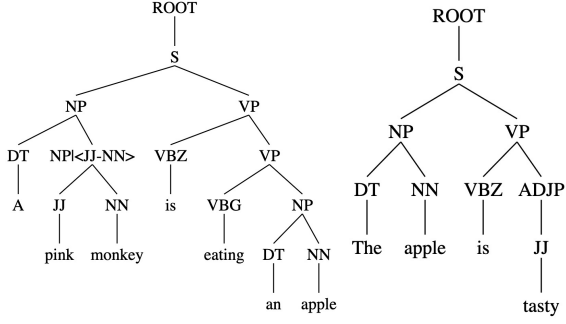 ROOT
S
NP VP
DT NP|<JJ-NN> VBZ VP
A JJ NN is VBG NP
pink monkey eating DT NN
an apple
ROOT
S
NP VP
DT NN VBZ ADJP
The apple is JJ
tasty